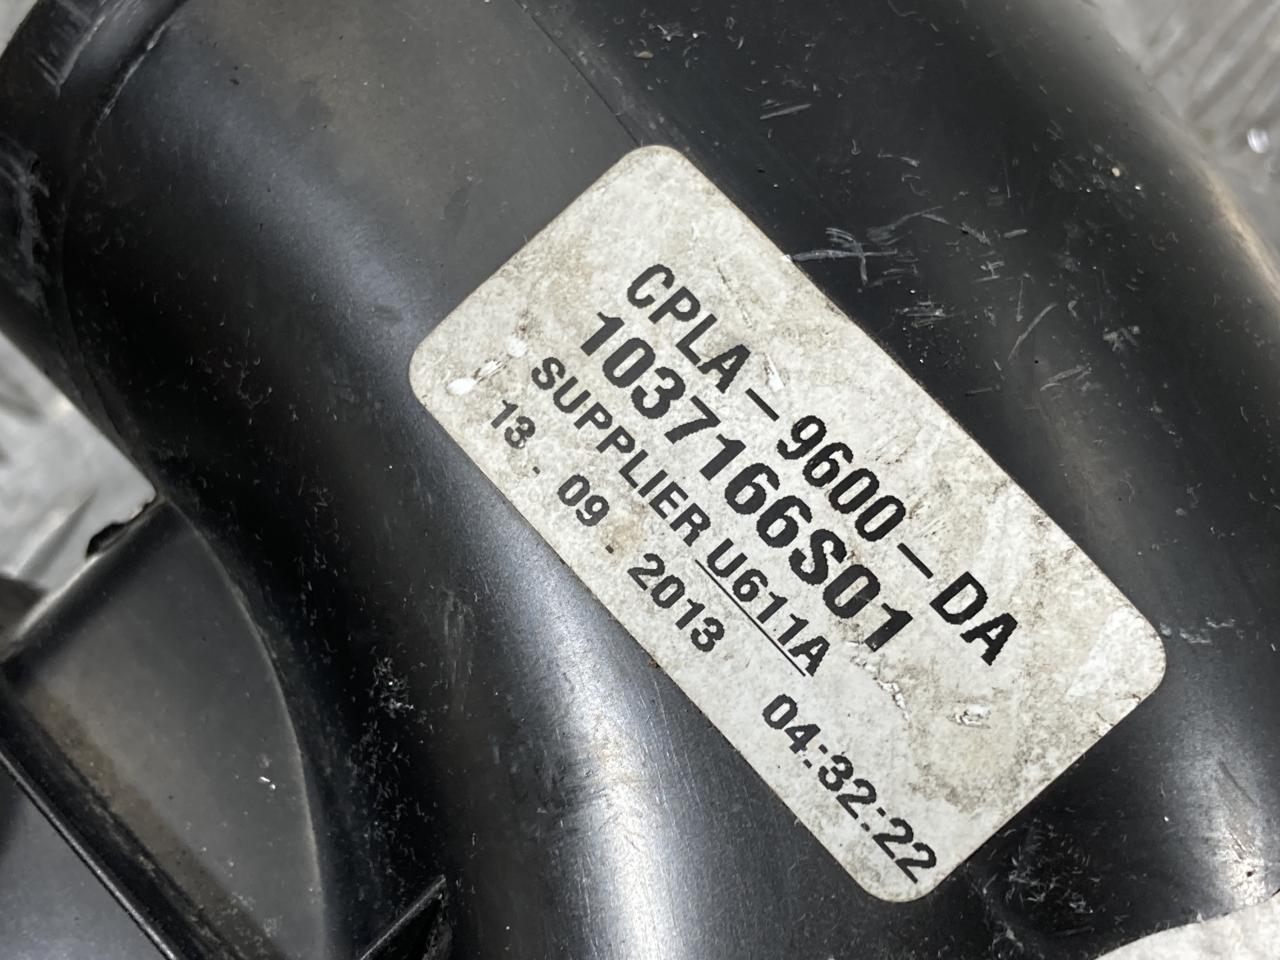 CPLA-9600-DA
1037166S01
SUPPLIER U611A
13.09.2013 04:32:22